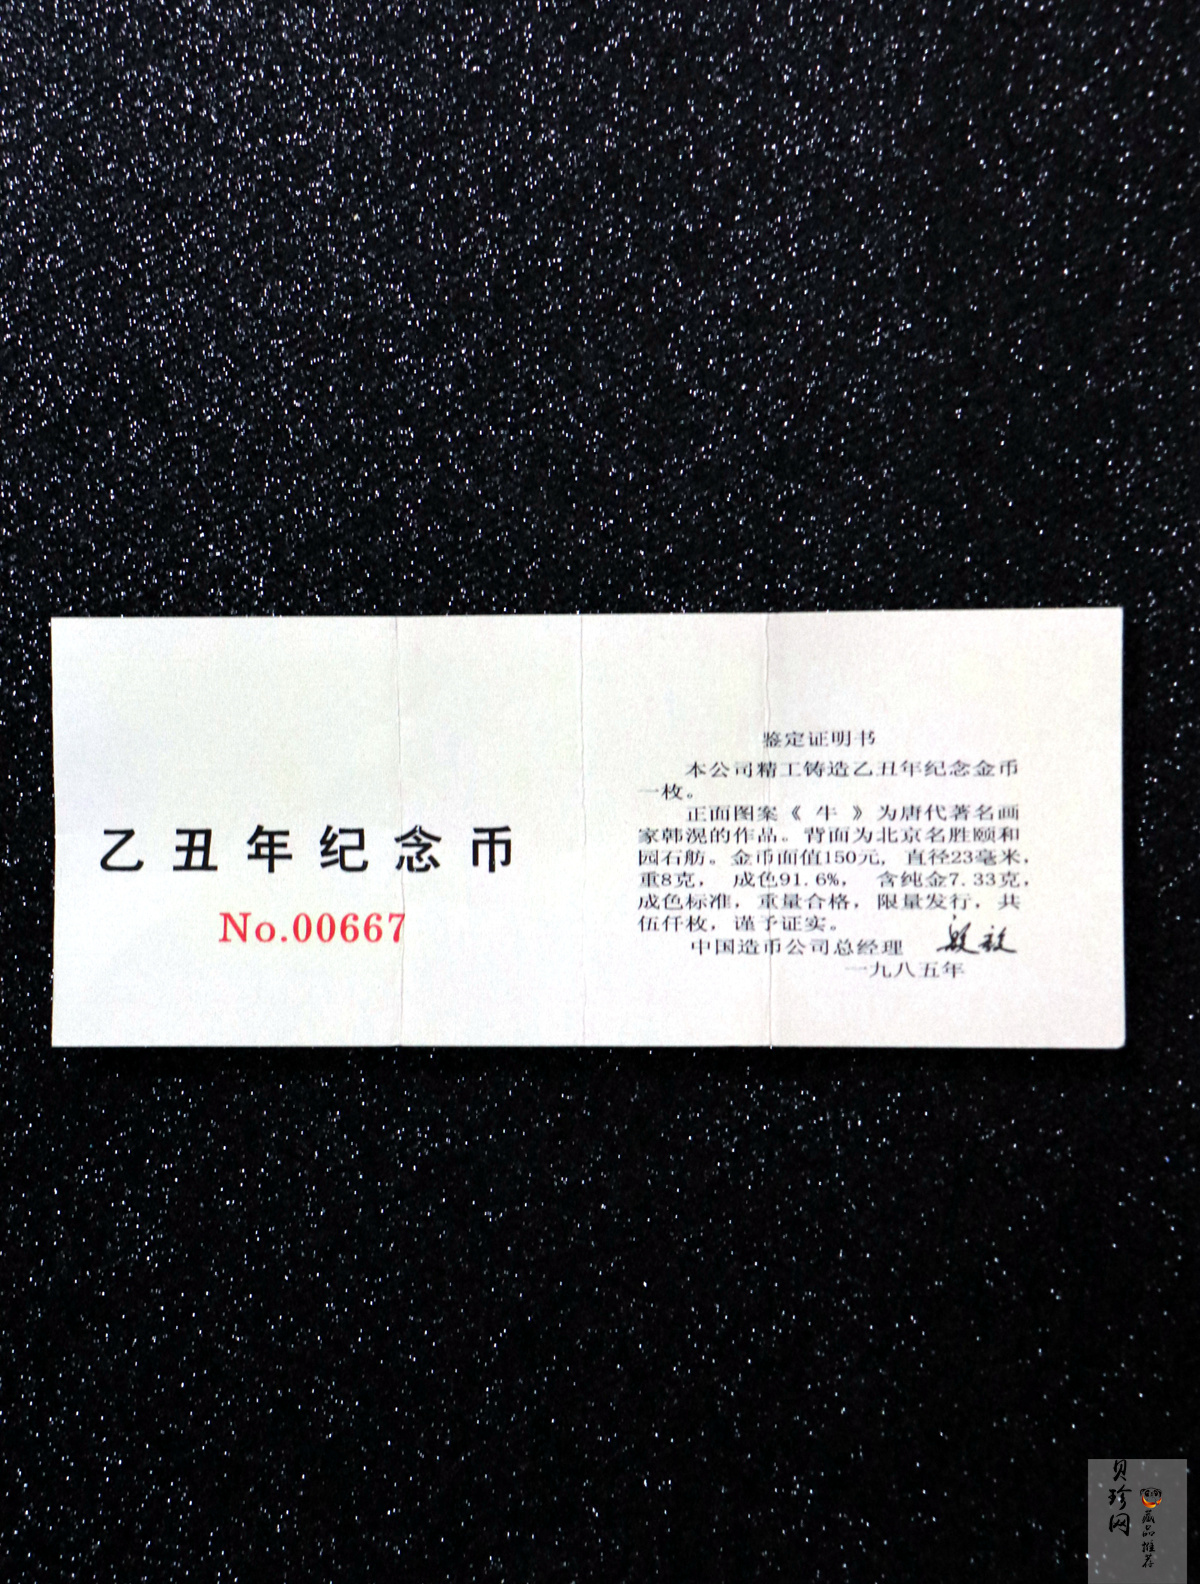 乙丑年纪念币
No.00667
鉴定证明书
本公司精工铸造乙丑年纪念金币
一枚。
正面图案《 牛 》为唐代著名画
家韩滉的作品。背面为北京名胜颐和
园石舫。金币面值150元，直径23毫米，
重8克， 成色91.6%， 含纯金7.33克，
成色标准，重量合格，限量发行，共
伍仟枚，谨予证实。
中国造币公司总经理
一九八五年
贝珍网
藏品推荐